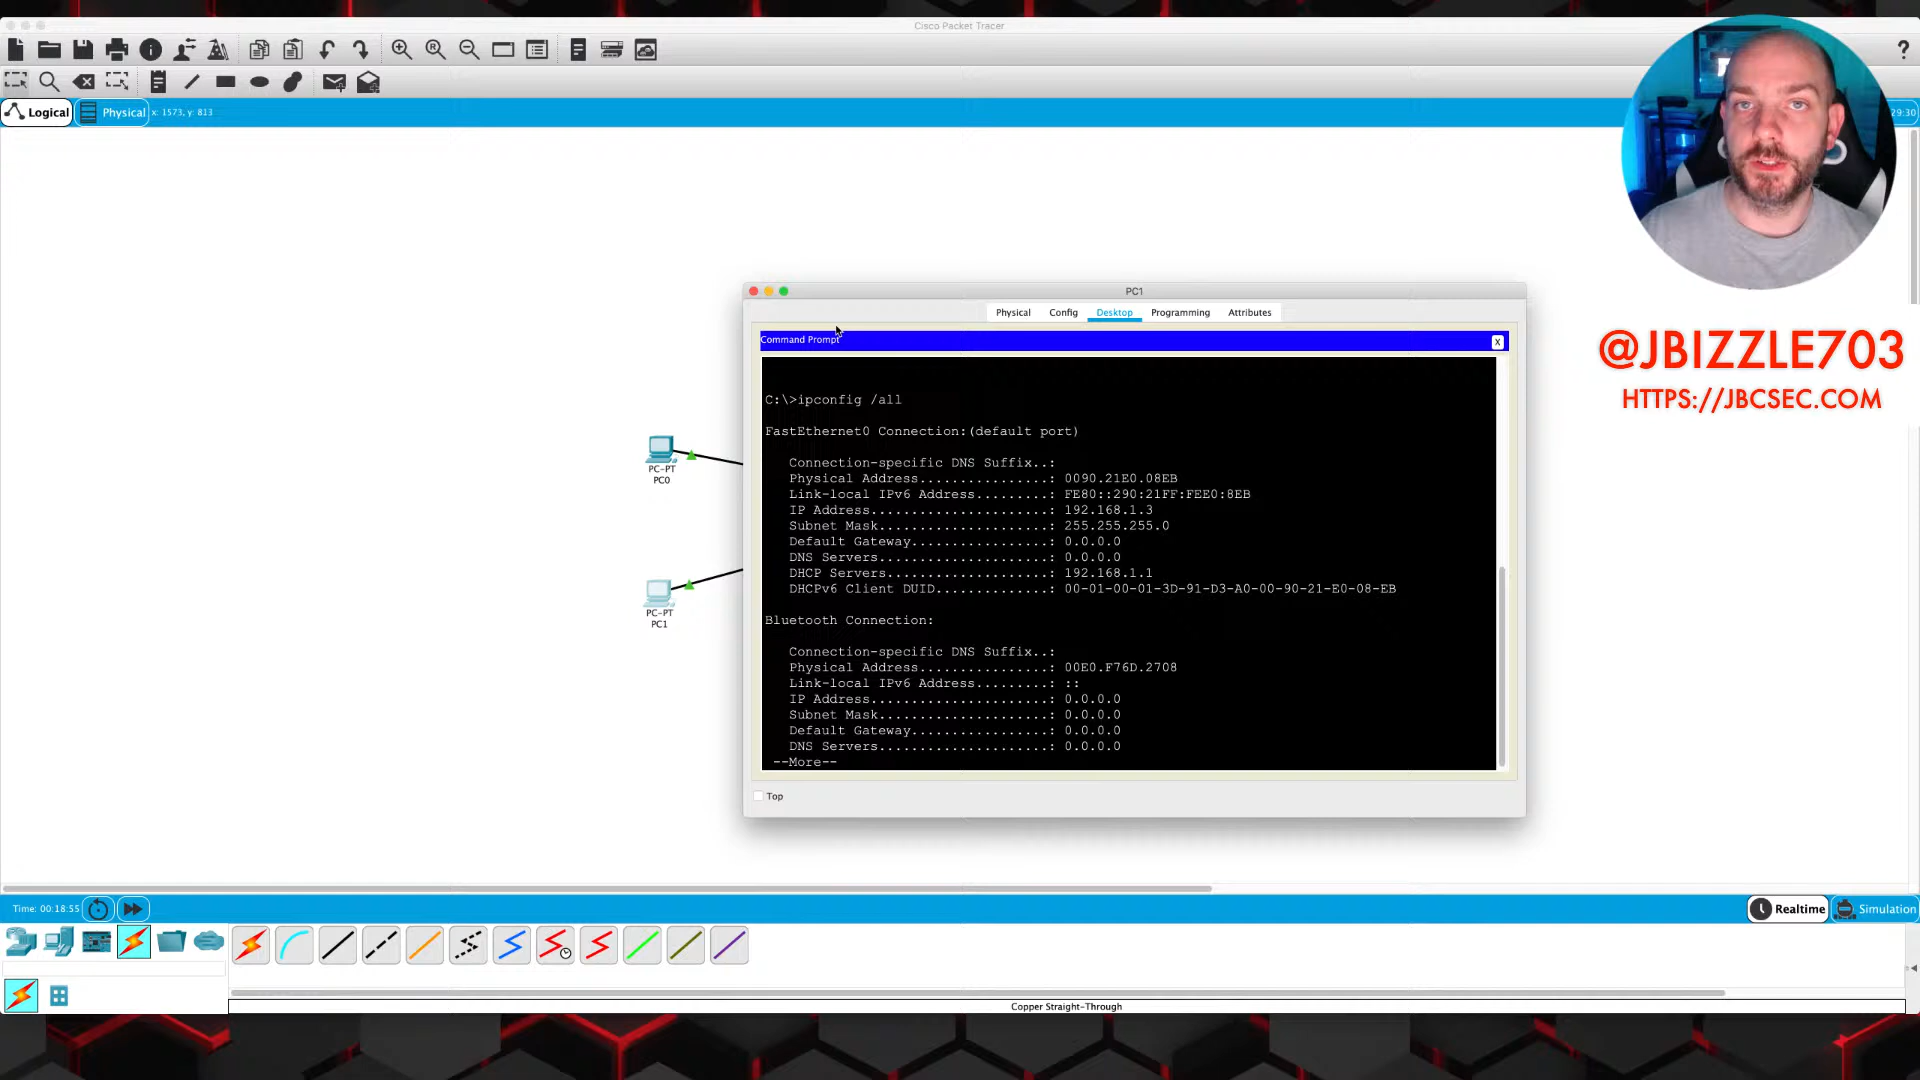 Cisco Packet Tracer
?
Logical
Physical
x: 1573, y: 813
29:30
PC1
Physical
Config
Desktop
Programming
Attributes
Command Prompt
X
C:\>ipconfig /all
FastEthernet0 Connection:(default port)
Connection-specific DNS Suffix..:
Physical Address................: 0090.21E0.08EB
Link-local IPv6 Address.........: FE80::290:21FF:FEE0:8EB
IP Address......................: 192.168.1.3
Subnet Mask.....................: 255.255.255.0
Default Gateway.................: 0.0.0.0
DNS Servers.....................: 0.0.0.0
DHCP Servers....................: 192.168.1.1
DHCPv6 Client DUID..............: 00-01-00-01-3D-91-D3-A0-00-90-21-E0-08-EB
Bluetooth Connection:
Connection-specific DNS Suffix..:
Physical Address................: 00E0.F76D.2708
Link-local IPv6 Address.........: ::
IP Address......................: 0.0.0.0
Subnet Mask.....................: 0.0.0.0
Default Gateway.................: 0.0.0.0
DNS Servers.....................: 0.0.0.0
--More--
Top
PC-PT
PC0
PC-PT
PC1
@JBIZZLE703
HTTPS://JBCSEC.COM
Time: 00:18:55
Realtime
Simulation
Copper Straight-Through